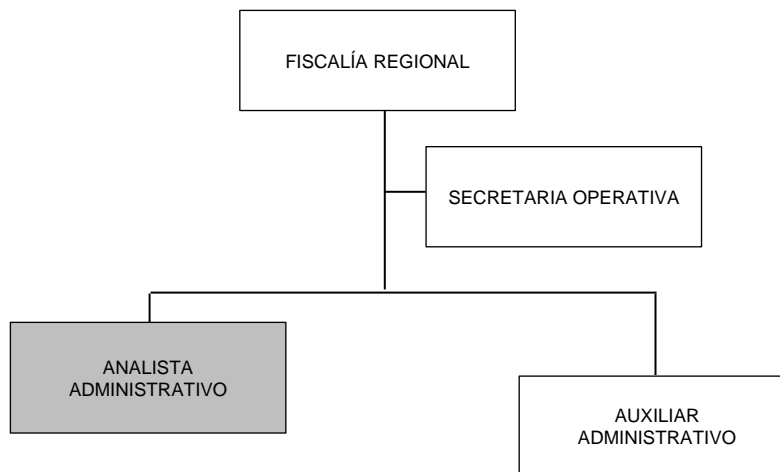 FISCALÍA REGIONAL
SECRETARIA OPERATIVA
ANALISTA
ADMINISTRATIVO
AUXILIAR
ADMINISTRATIVO